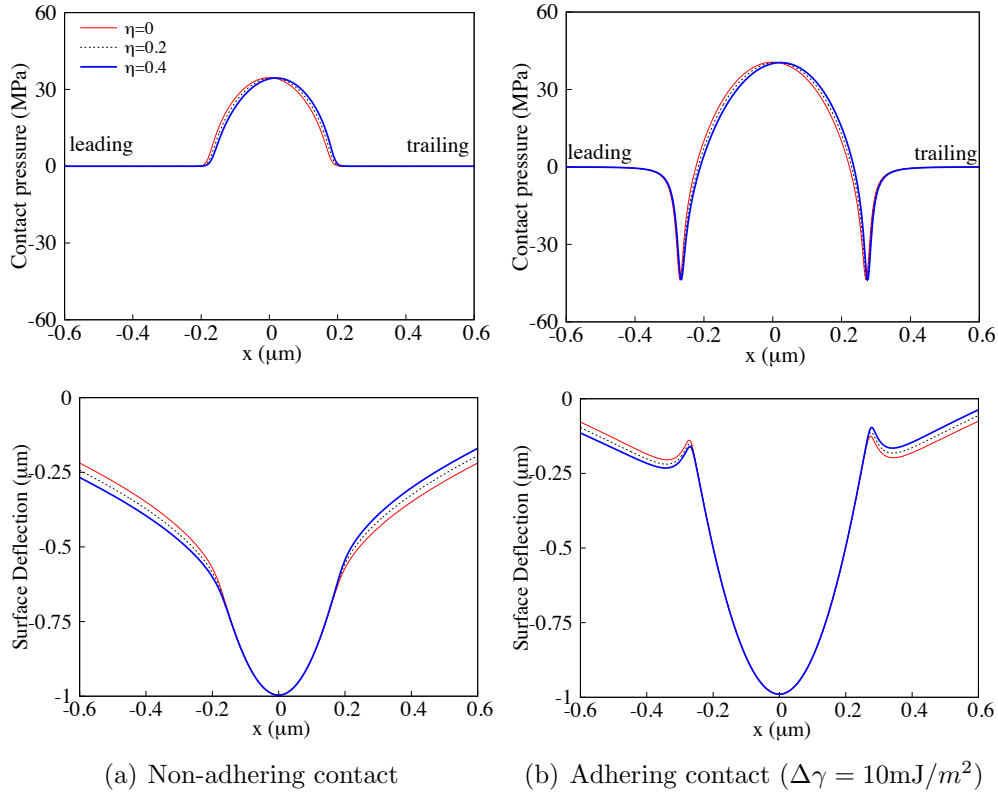 60
30
0
-30
-60
Contact pressure (MPa)
η=0
η=0.2
η=0.4
leading
trailing
-0.6
-0.4
-0.2
0
0.2
0.4
0.6
x (μm)
60
30
0
-30
-60
Contact pressure (MPa)
leading
trailing
-0.6
-0.4
-0.2
0
0.2
0.4
0.6
x (μm)
0
-0.25
-0.5
-0.75
-1
Surface Deflection (μm)
-0.6
-0.4
-0.2
0
0.2
0.4
0.6
x (μm)
0
-0.25
-0.5
-0.75
-1
Surface Deflection (μm)
-0.6
-0.4
-0.2
0
0.2
0.4
0.6
x (μm)
(a) Non-adhering contact
(b) Adhering contact (Δγ = 10mJ/m²)